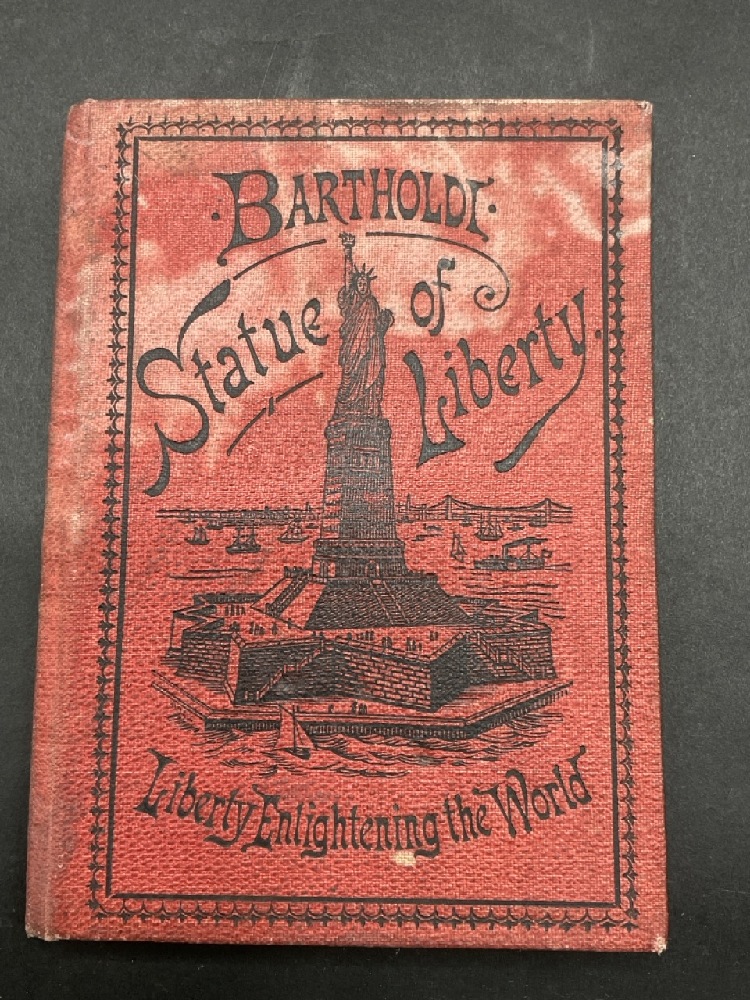 ·BARTHOLDI·
Statue of Liberty.
Liberty Enlightening the World